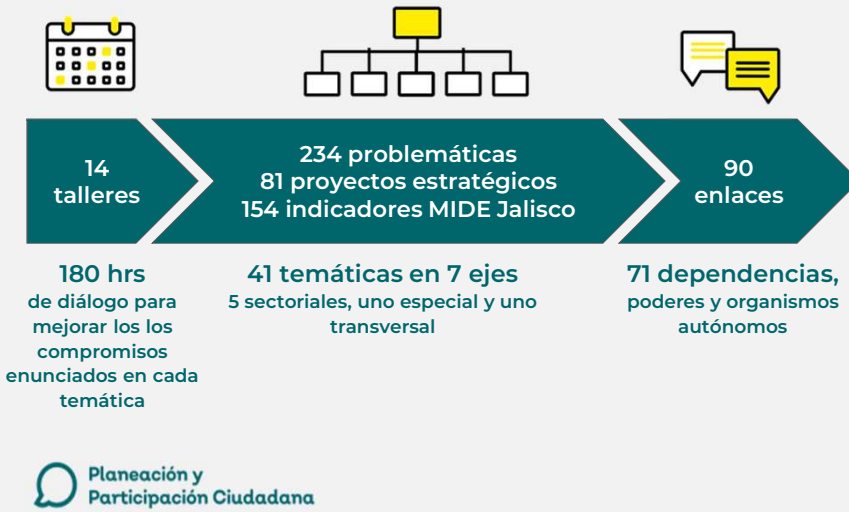 14
talleres
234 problemáticas
81 proyectos estratégicos
154 indicadores MIDE Jalisco
90
enlaces
180 hrs
de diálogo para
mejorar los los
compromisos
enunciados en cada
temática
41 temáticas en 7 ejes
5 sectoriales, uno especial y uno
transversal
71 dependencias,
poderes y organismos
autónomos
Planeación y
Participación Ciudadana